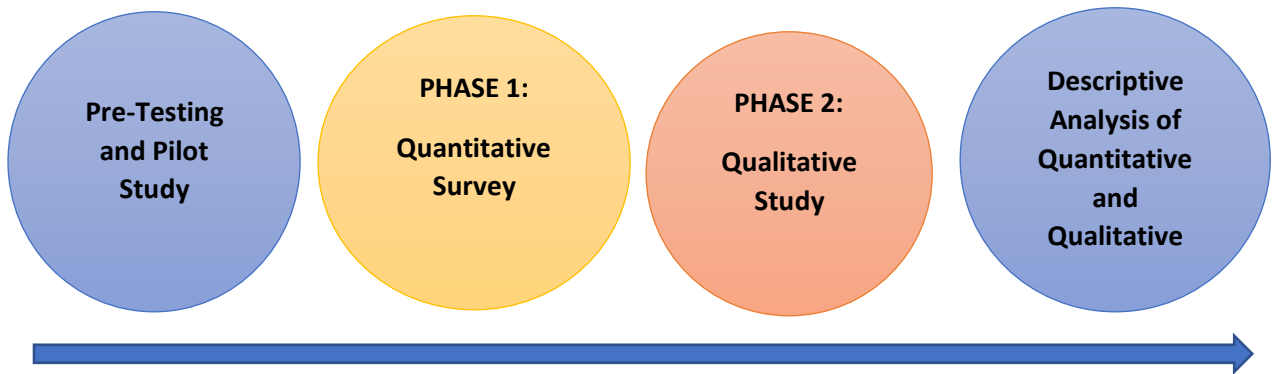 Pre-Testing
and Pilot
Study
PHASE 1:
Quantitative
Survey
PHASE 2:
Qualitative
Study
Descriptive
Analysis of
Quantitative
and
Qualitative